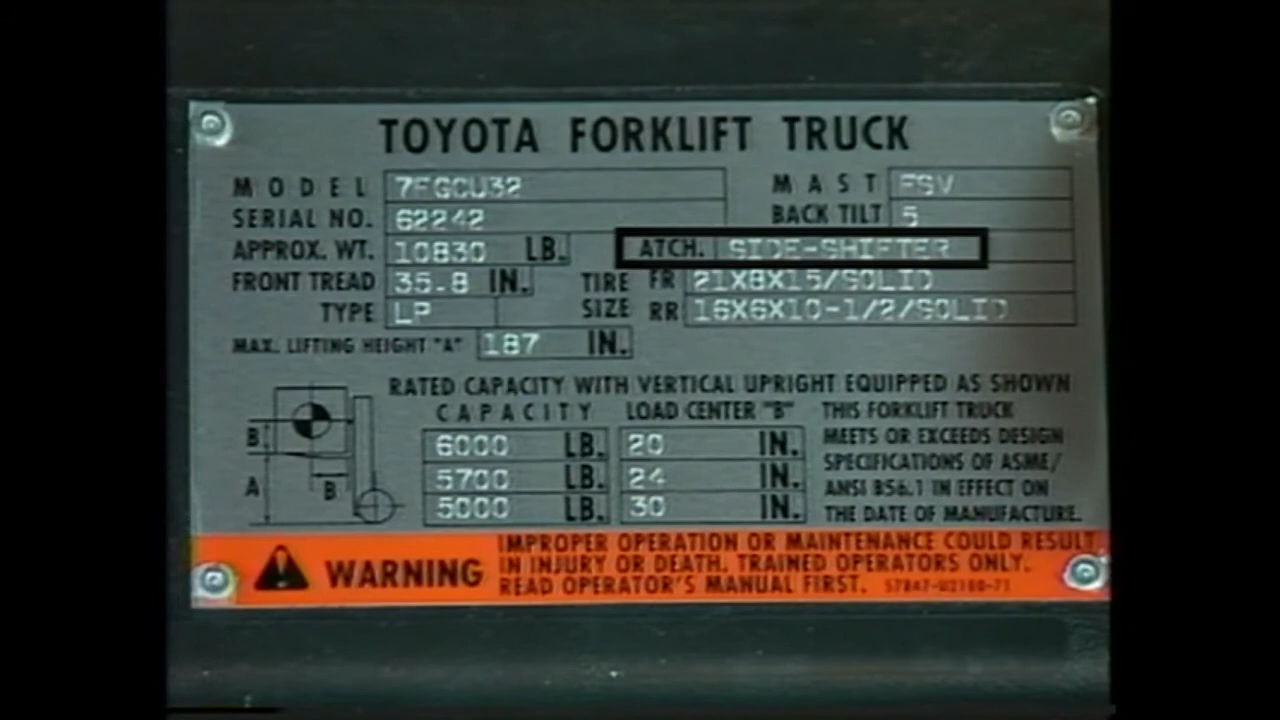 TOYOTA FORKLIFT TRUCK
MODEL 7FGCU32 MAST FSV
SERIAL NO. 62242 BACK TILT 5
APPROX. WT. 10830 LB. ATCH. SIDE-SHIFTER
FRONT TREAD 35.8 IN. TIRE FR 21X8X15/SOLID
TYPE LP SIZE RR 16X6X10-1/2/SOLID
MAX. LIFTING HEIGHT "A" 187 IN.
RATED CAPACITY WITH VERTICAL UPRIGHT EQUIPPED AS SHOWN
CAPACITY LOAD CENTER "B" THIS FORKLIFT TRUCK
B 6000 LB. 20 IN. MEETS OR EXCEEDS DESIGN
5700 LB. 24 IN. SPECIFICATIONS OF ASME/
A B ANSI B56.1 IN EFFECT ON
5000 LB. 30 IN. THE DATE OF MANUFACTURE.
WARNING
IMPROPER OPERATION OR MAINTENANCE COULD RESULT
IN INJURY OR DEATH. TRAINED OPERATORS ONLY.
READ OPERATOR'S MANUAL FIRST.